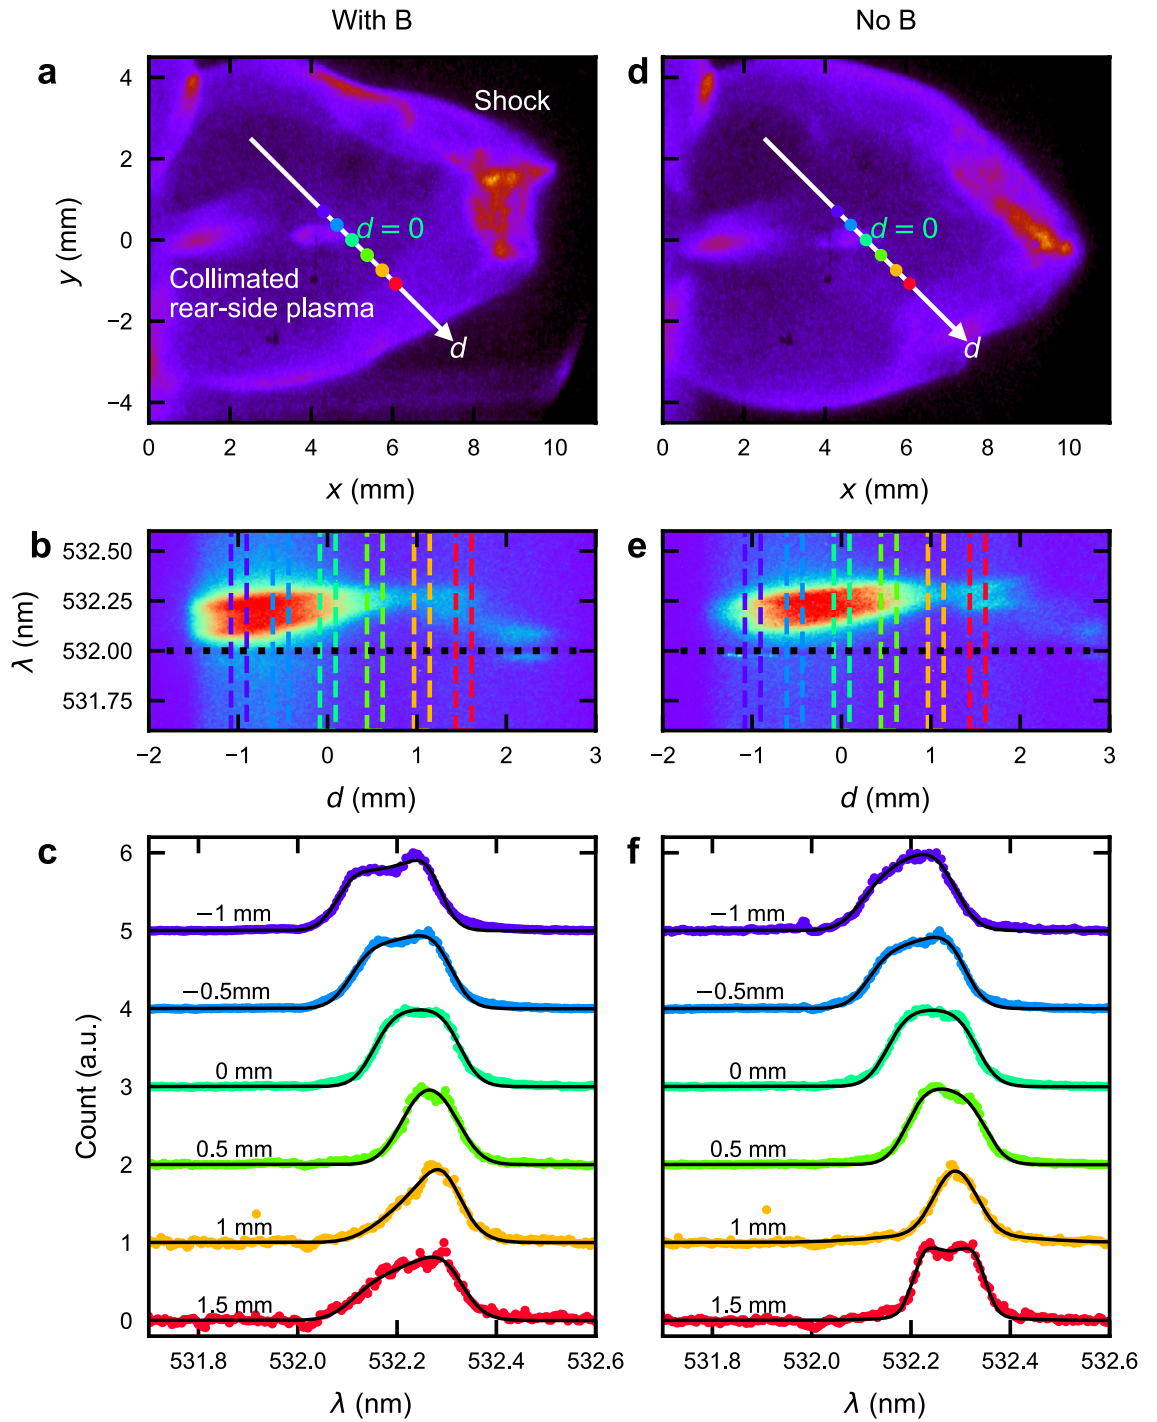 With B
No B
a
4
2
0
−2
−4
y (mm)
Shock
d = 0
Collimated
rear-side plasma
d
0
2
4
6
8
10
x (mm)
d
d = 0
d
0
2
4
6
8
10
x (mm)
b
532.50
532.25
532.00
531.75
λ (nm)
−2
−1
0
1
2
3
d (mm)
e
−2
−1
0
1
2
3
d (mm)
c
6
5
4
3
2
1
0
Count (a.u.)
−1 mm
−0.5mm
0 mm
0.5 mm
1 mm
1.5 mm
531.8
532.0
532.2
532.4
532.6
λ (nm)
f
−1 mm
−0.5mm
0 mm
0.5 mm
1 mm
1.5 mm
531.8
532.0
532.2
532.4
532.6
λ (nm)